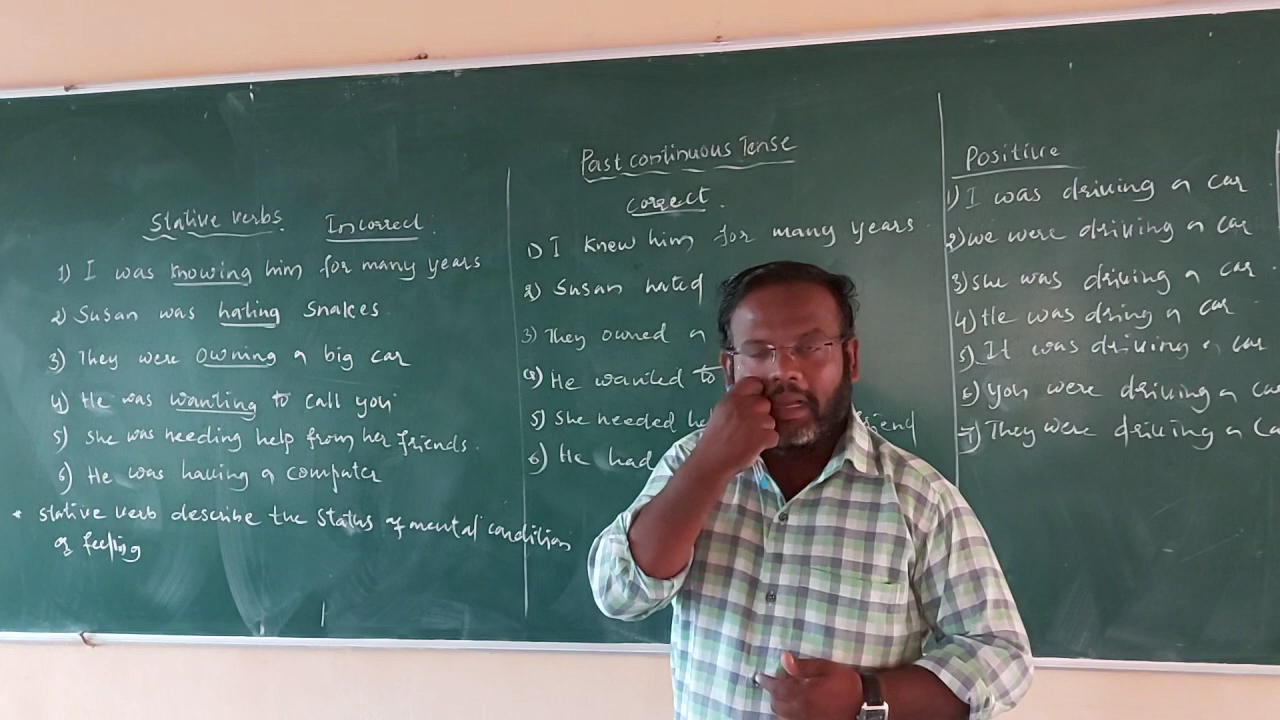 Stative verbs. Incorrect.
1) I was knowing him for many years
2) Susan was hating snakes.
3) They were owning a big car
4) He was wanting to call you
5) She was needing help from her friends.
6) He was having a computer
* Stative verb describe the status of mental condition
or feeling
Past continuous Tense
correct.
1) I knew him for many years
2) Susan hated
3) They owned a
4) He wanted to
5) She needed he friend
6) He had
Positive
1) I was driving a car
2) we were driving a car
3) She was driving a car
4) He was dring a car
5) It was driving a car
6) you were driving a ca
7) They were driving a ca